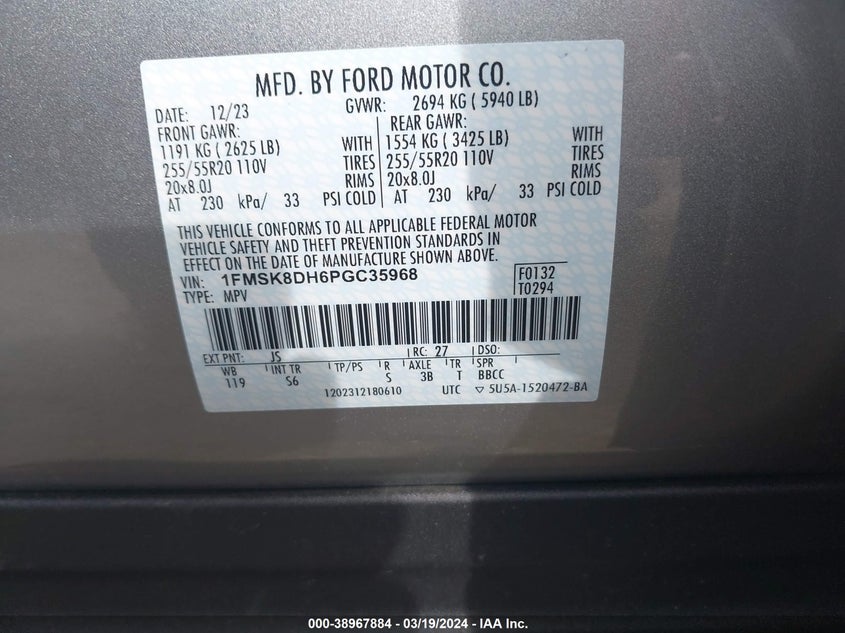 MFD. BY FORD MOTOR CO.
DATE: 12/23 GVWR: 2694 KG ( 5940 LB)
FRONT GAWR: REAR GAWR:
1191 KG ( 2625 LB) WITH 1554 KG ( 3425 LB) WITH
255/55R20 110V TIRES 255/55R20 110V TIRES
20x8.0J RIMS 20x8.0J RIMS
AT 230 kPa/ 33 PSI COLD AT 230 kPa/ 33 PSI COLD
THIS VEHICLE CONFORMS TO ALL APPLICABLE FEDERAL MOTOR
VEHICLE SAFETY AND THEFT PREVENTION STANDARDS IN
EFFECT ON THE DATE OF MANUFACTURE SHOWN ABOVE.
VIN: 1FMSK8DH6PGC35968 F0132
TYPE: MPV T0294
EXT PNT: JS RC: 27 DSO:
WB INT TR TP/PS R AXLE TR SPR
119 S6 S 3B T BBCC
1202312180610 UTC ▽ 5U5A-1520472-BA
000-38967884 - 03/19/2024 - IAA Inc.